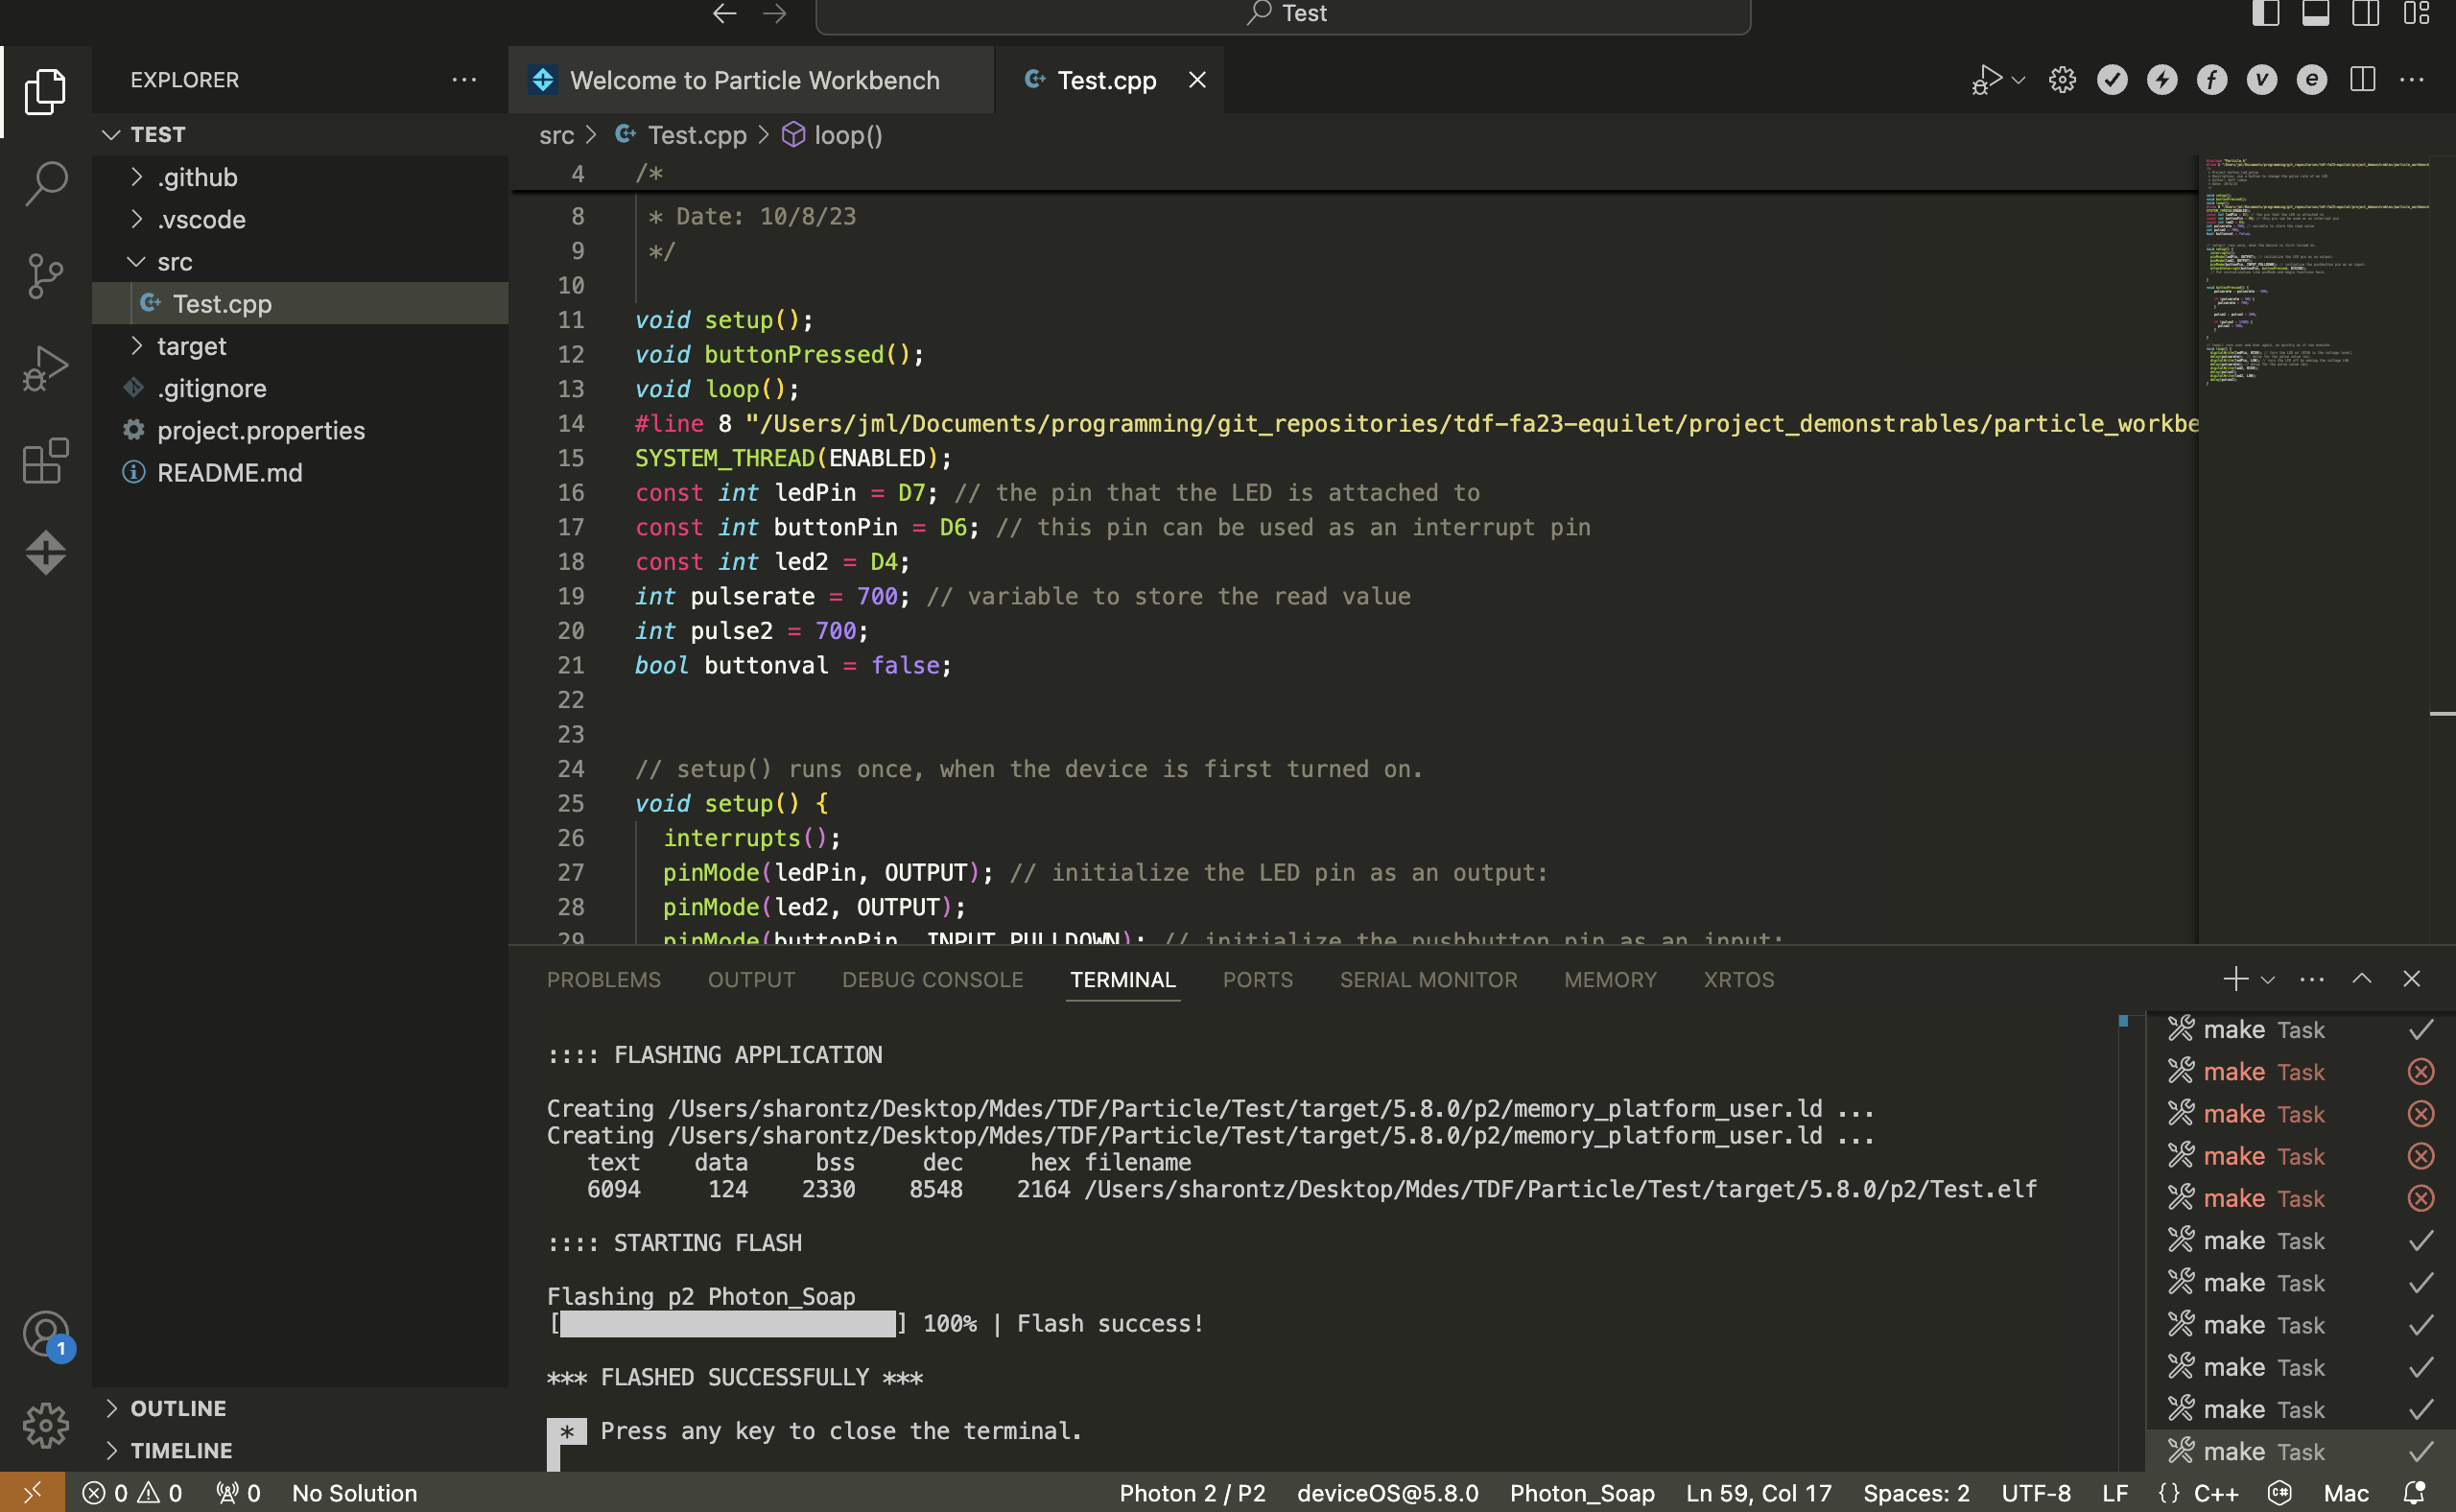 Test
EXPLORER
Welcome to Particle Workbench
Test.cpp
TEST
.github
.vscode
src
Test.cpp
target
.gitignore
project.properties
README.md
OUTLINE
TIMELINE
src > Test.cpp > loop()
4 /*
8 * Date: 10/8/23
9 */
10
11 void setup();
12 void buttonPressed();
13 void loop();
14 #line 8 "/Users/jml/Documents/programming/git_repositories/tdf-fa23-equilet/project_demonstrables/particle_workbe
15 SYSTEM_THREAD(ENABLED);
16 const int ledPin = D7; // the pin that the LED is attached to
17 const int buttonPin = D6; // this pin can be used as an interrupt pin
18 const int led2 = D4;
19 int pulserate = 700; // variable to store the read value
20 int pulse2 = 700;
21 bool buttonval = false;
22
23
24 // setup() runs once, when the device is first turned on.
25 void setup() {
26 interrupts();
27 pinMode(ledPin, OUTPUT); // initialize the LED pin as an output:
28 pinMode(led2, OUTPUT);
29 pinMode(buttonPin, INPUT_PULLDOWN); // initialize the pushbutton pin as an input:
PROBLEMS OUTPUT DEBUG CONSOLE TERMINAL PORTS SERIAL MONITOR MEMORY XRTOS
:::: FLASHING APPLICATION
Creating /Users/sharontz/Desktop/Mdes/TDF/Particle/Test/target/5.8.0/p2/memory_platform_user.ld ...
Creating /Users/sharontz/Desktop/Mdes/TDF/Particle/Test/target/5.8.0/p2/memory_platform_user.ld ...
text data bss dec hex filename
6094 124 2330 8548 2164 /Users/sharontz/Desktop/Mdes/TDF/Particle/Test/target/5.8.0/p2/Test.elf
:::: STARTING FLASH
Flashing p2 Photon_Soap
[ ] 100% | Flash success!
*** FLASHED SUCCESSFULLY ***
* Press any key to close the terminal.
make Task
make Task
make Task
make Task
make Task
make Task
make Task
make Task
make Task
make Task
make Task
1
0 0 0 No Solution
Photon 2 / P2 deviceOS@5.8.0 Photon_Soap Ln 59, Col 17 Spaces: 2 UTF-8 LF {} C++ Mac